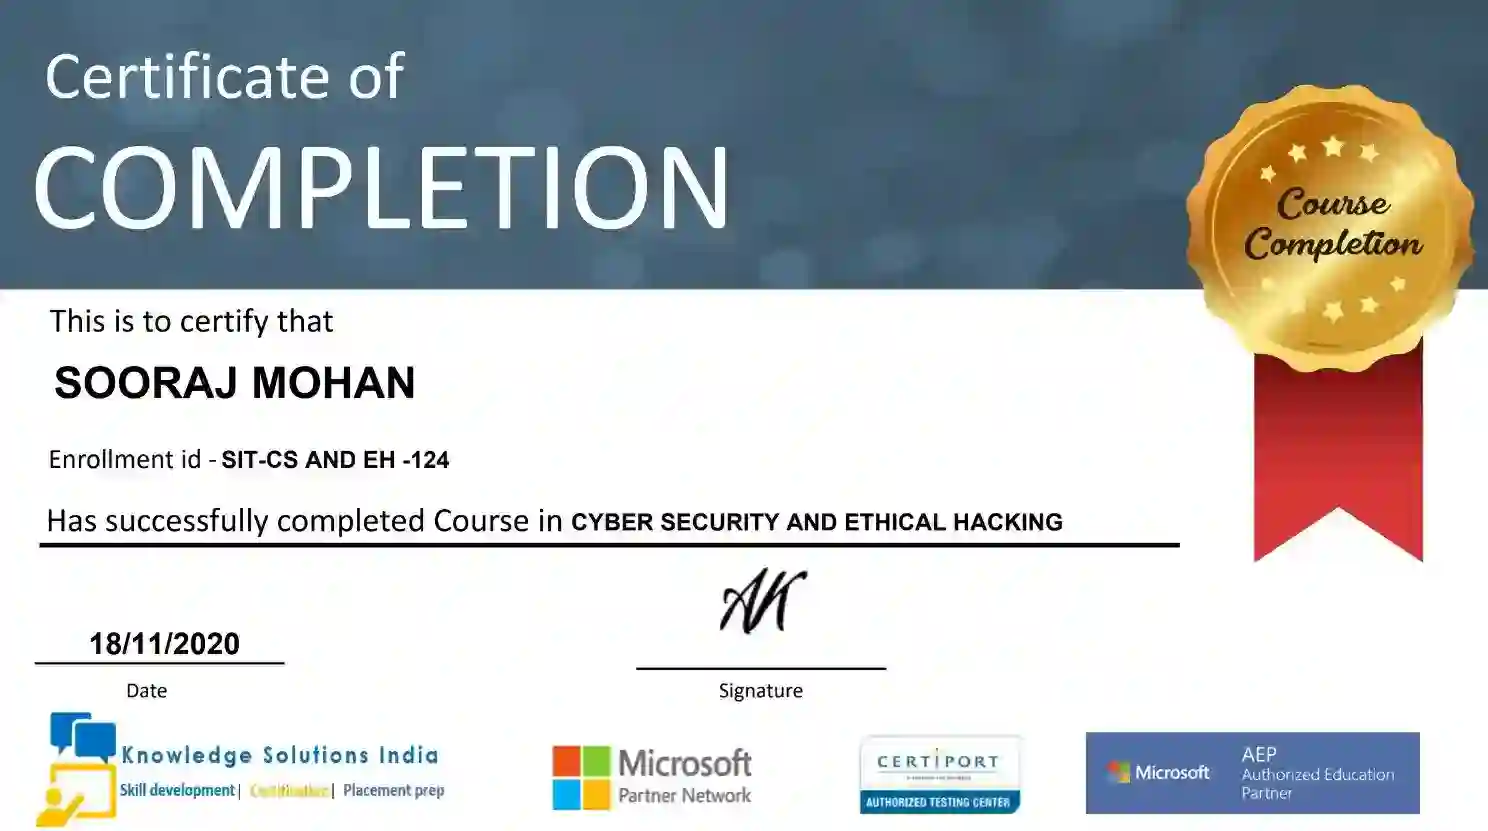 Certificate of
COMPLETION
Course
Completion
This is to certify that
SOORAJ MOHAN
Enrollment id - SIT-CS AND EH -124
Has successfully completed Course in CYBER SECURITY AND ETHICAL HACKING
AK
18/11/2020
Date
Signature
Knowledge Solutions India
Skill development | Certification | Placement prep
Microsoft
Partner Network
CERTIPORT
AUTHORIZED TESTING CENTER
Microsoft
AEP
Authorized Education
Partner